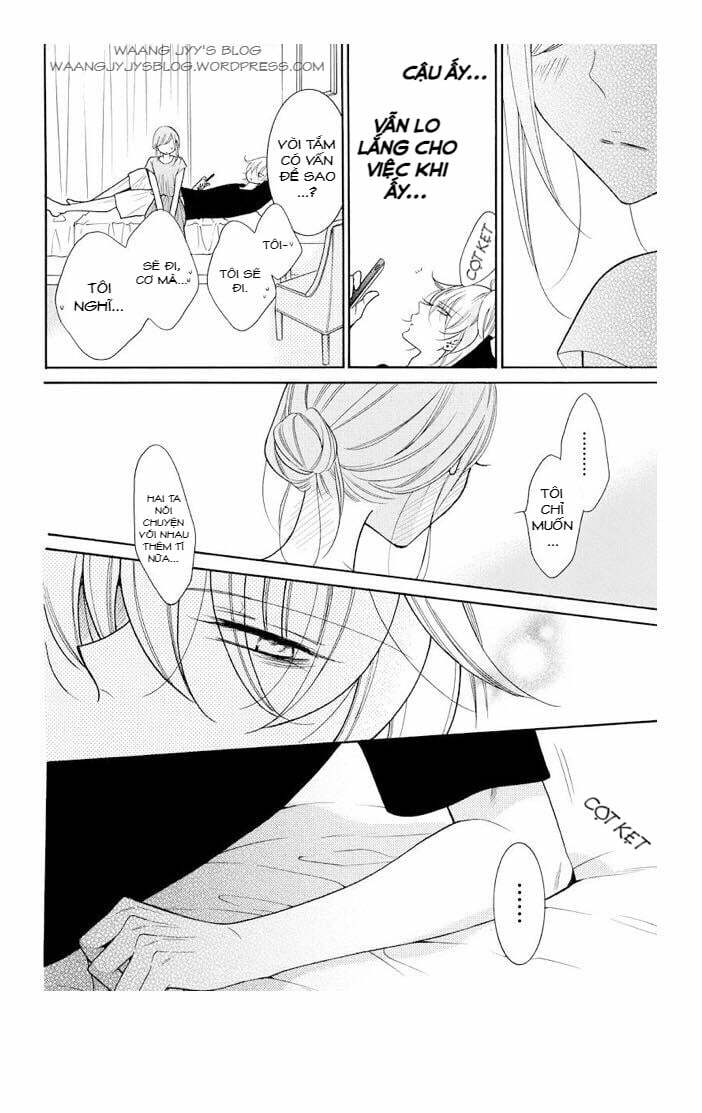 WAANG JYY'S BLOG
WAANGJYJYSBLOG.WORDPRESS.COM
CẬU ẤY...
VẪN LO
LẮNG CHO
VIỆC KHI
ẤY...
CỌT KẸT
VÒI TẮM
CÓ VẤN
ĐỀ SAO
...?
TÔI-
TÔI SẼ
ĐI.
SẼ ĐI,
CƠ MÀ...
TÔI
NGHĨ...
.........
TÔI
CHỈ
MUỐN
...
HAI TA
NÓI
CHUYỆN
VỚI NHAU
THÊM TÍ
NỮA...
CỌT KẸT
......